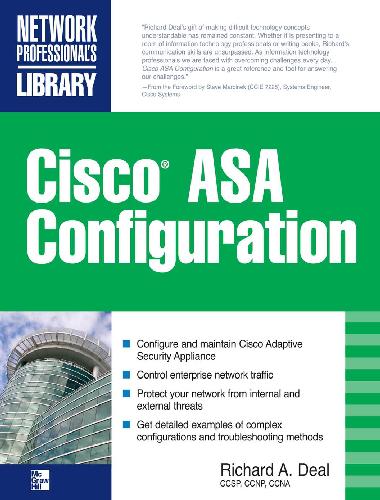 NETWORK
PROFESSIONAL'S
LIBRARY
"Richard Deal's gift of making difficult technology concepts
understandable has remained constant. Whether it is presenting to a
room of information technology professionals or writing books, Richard's
communication skills are unsurpassed. As information technology
professionals we are faced with overcoming challenges every day.
Cisco ASA Configuration is a great reference and tool for answering
our challenges."
—From the Foreword by Steve Marcinek (CCIE 7225), Systems Engineer,
Cisco Systems
Cisco® ASA
Configuration
Configure and maintain Cisco Adaptive
Security Appliance
Control enterprise network traffic
Protect your network from internal and
external threats
Get detailed examples of complex
configurations and troubleshooting methods
Mc
Graw
Hill
Richard A. Deal
CCSP, CCNP, CCNA